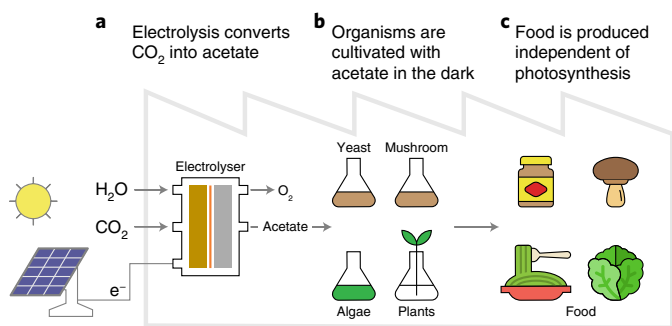 a Electrolysis converts
CO₂ into acetate
b Organisms are
cultivated with
acetate in the dark
c Food is produced
independent of
photosynthesis
Electrolyser
H₂O
O₂
CO₂
Acetate
e⁻
Yeast
Mushroom
Algae
Plants
Food